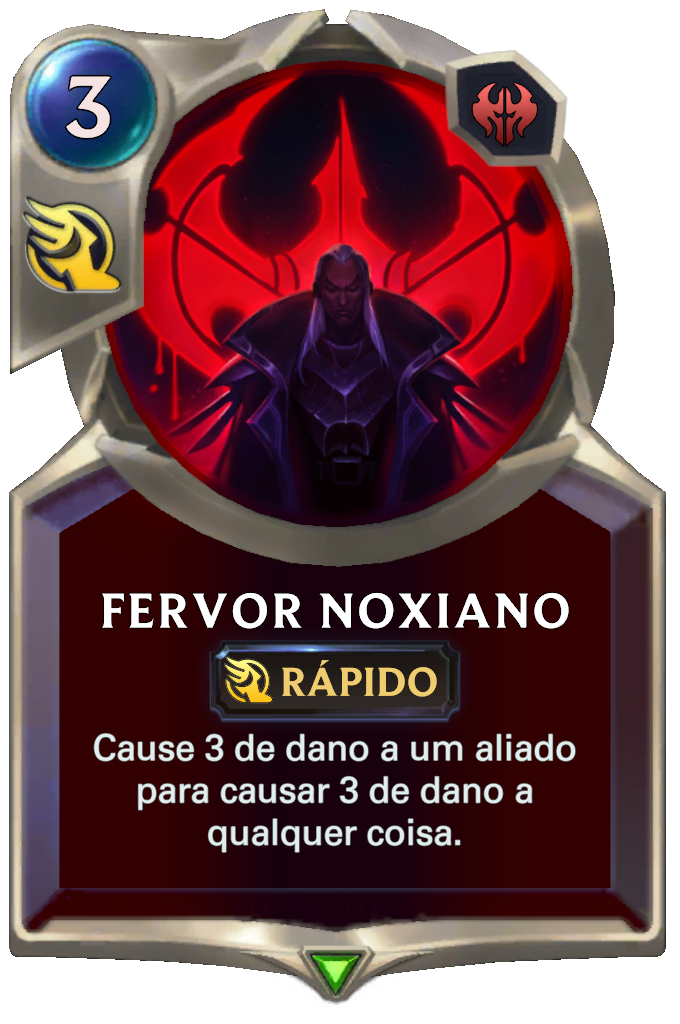 3
FERVOR NOXIANO
RÁPIDO
Cause 3 de dano a um aliado
para causar 3 de dano a
qualquer coisa.